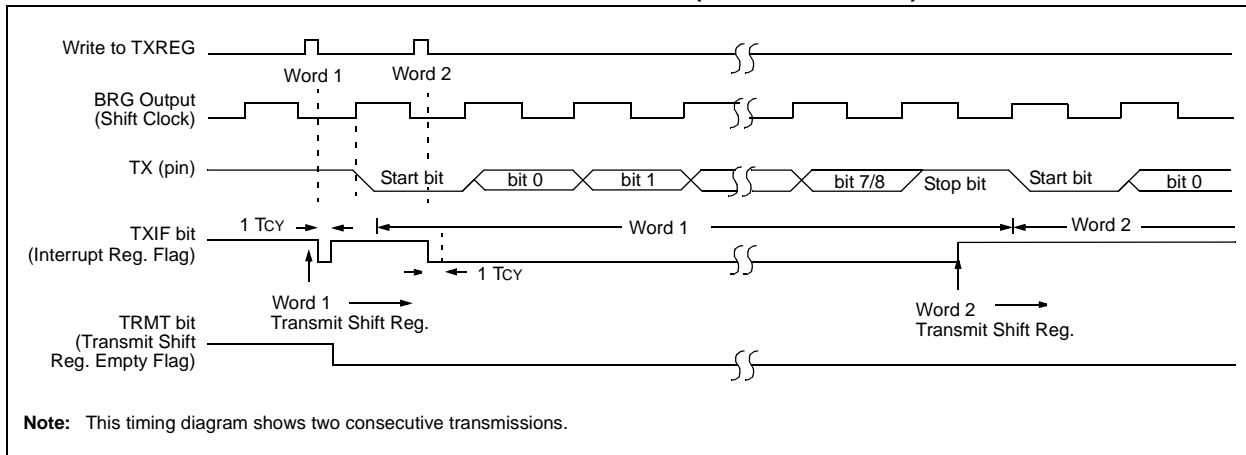 Write to TXREG
Word 1 Word 2
BRG Output
(Shift Clock)
TX (pin)
Start bit bit 0 bit 1 bit 7/8 Stop bit Start bit bit 0
1 TCY
TXIF bit
(Interrupt Reg. Flag)
Word 1 Word 2
1 TCY
Word 1
Transmit Shift Reg.
Word 2
Transmit Shift Reg.
TRMT bit
(Transmit Shift
Reg. Empty Flag)
Note: This timing diagram shows two consecutive transmissions.